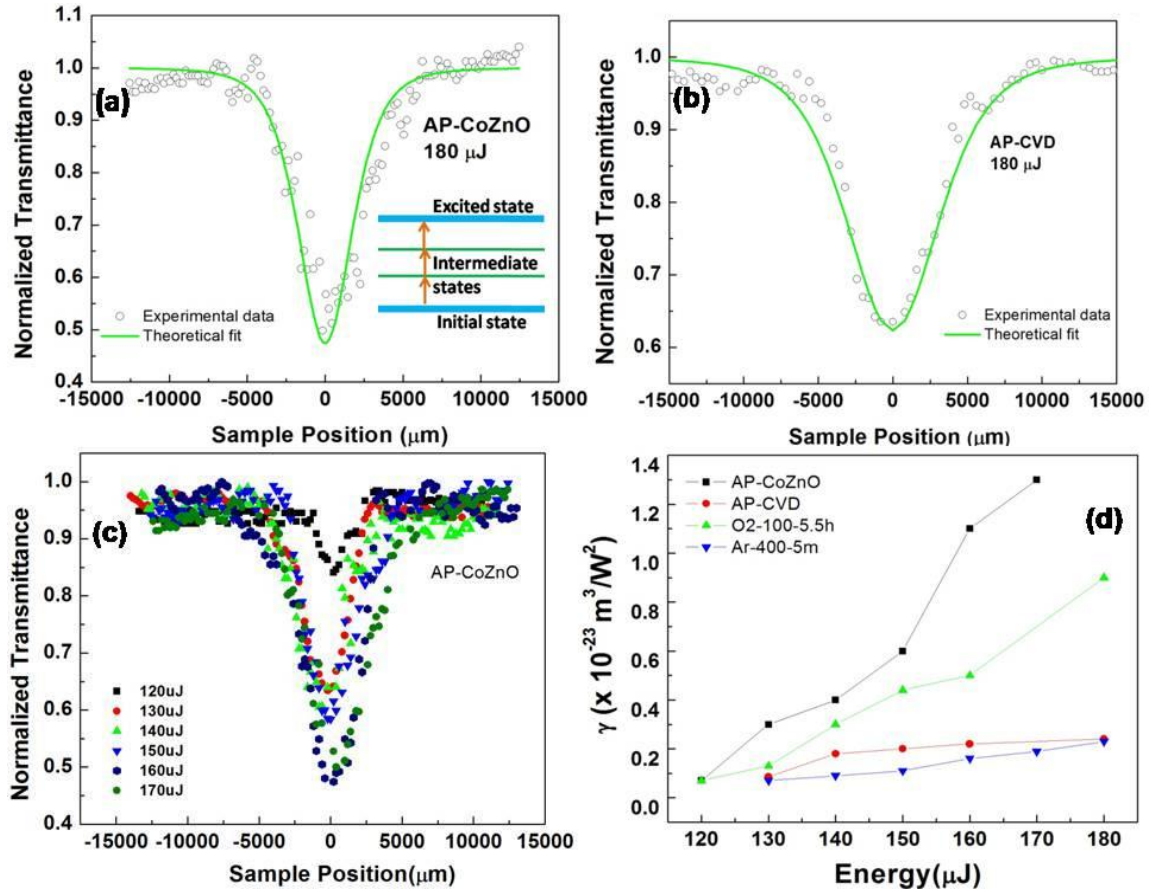 1.1
1.0
0.9
0.8
0.7
0.6
0.5
0.4
Normalized Transmittance
(a)
AP-CoZnO
180 μJ
Excited state
Intermediate
states
Initial state
Experimental data
Theoretical fit
-15000 -10000 -5000 0 5000 10000 15000
Sample Position (μm)
1.0
0.9
0.8
0.7
0.6
Normalized Transmittance
(b)
AP-CVD
180 μJ
Experimental data
Theoretical fit
-15000 -10000 -5000 0 5000 10000 15000
Sample Position (μm)
1.0
0.9
0.8
0.7
0.6
0.5
0.4
Normalized Transmittance
(c)
AP-CoZnO
120uJ
130uJ
140uJ
150uJ
160uJ
170uJ
-15000 -10000 -5000 0 5000 10000 15000
Sample Position(μm)
1.4
1.2
1.0
0.8
0.6
0.4
0.2
0.0
γ (x 10⁻²³ m³/W²)
AP-CoZnO
AP-CVD
O2-100-5.5h
Ar-400-5m
(d)
120 130 140 150 160 170 180
Energy(μJ)